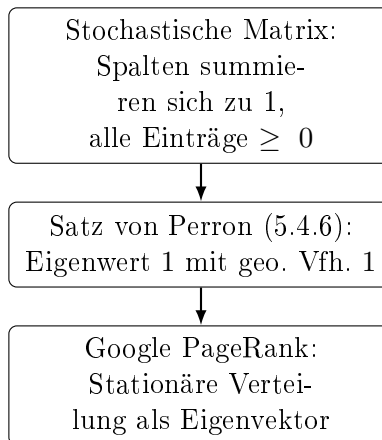 Stochastische Matrix:
Spalten summie-
ren sich zu 1,
alle Einträge ≥ 0
Satz von Perron (5.4.6):
Eigenwert 1 mit geo. Vfh. 1
Google PageRank:
Stationäre Vertei-
lung als Eigenvektor